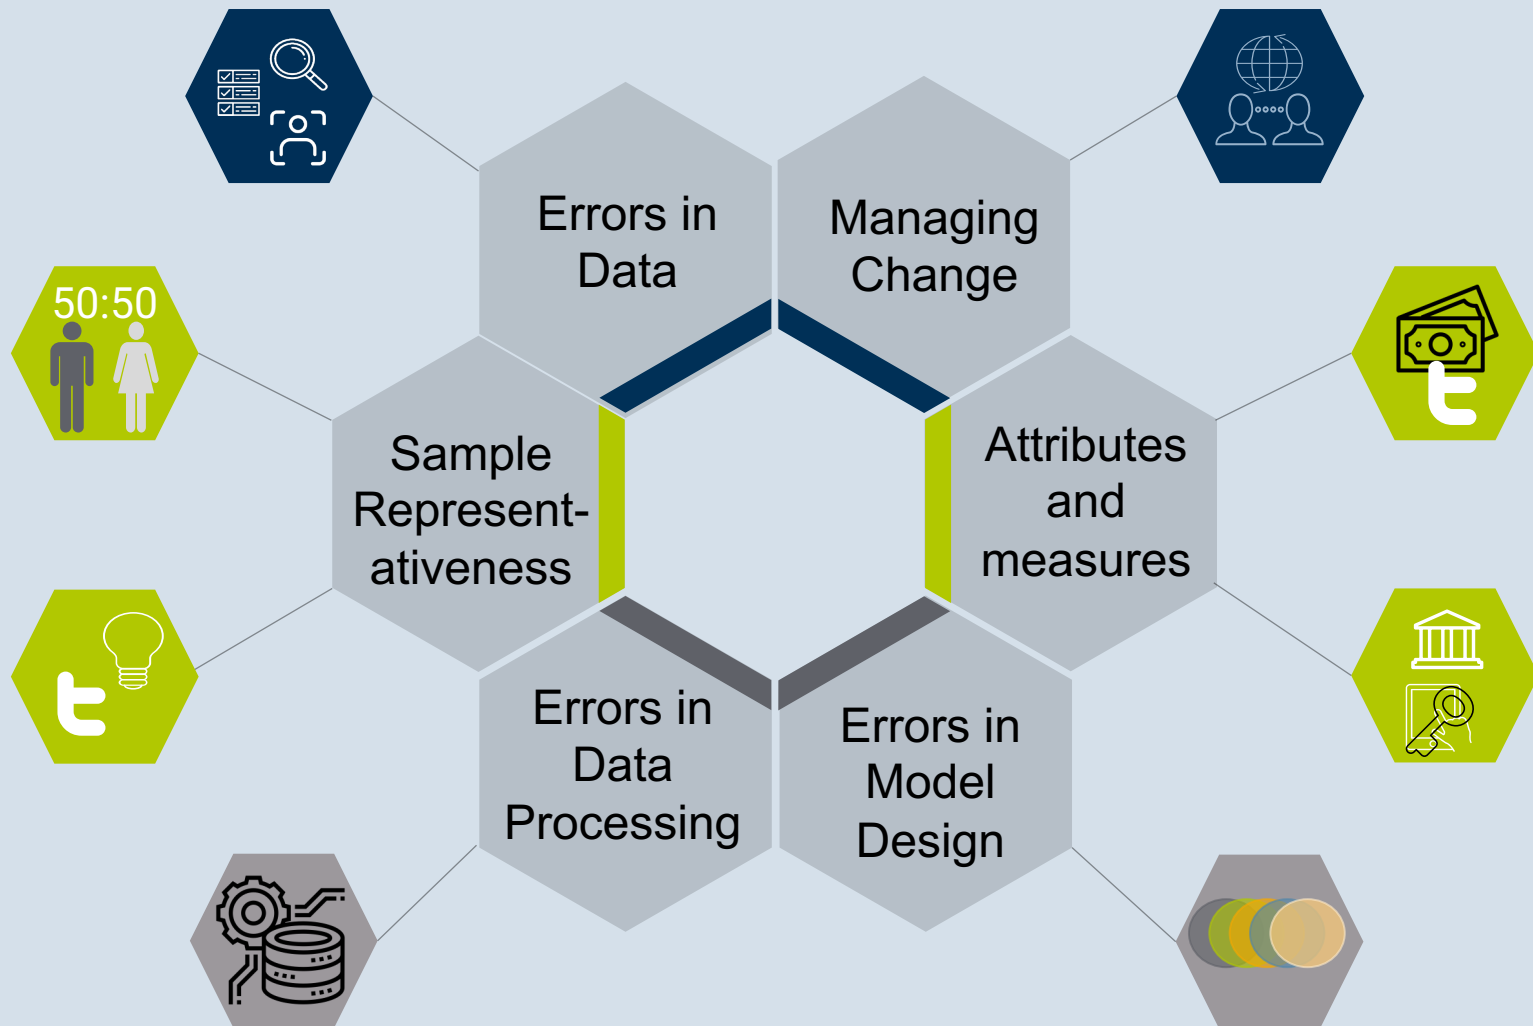 Errors in
Data
Managing
Change
50:50
Sample
Represent-
ativeness
Attributes
and
measures
Errors in
Data
Processing
Errors in
Model
Design